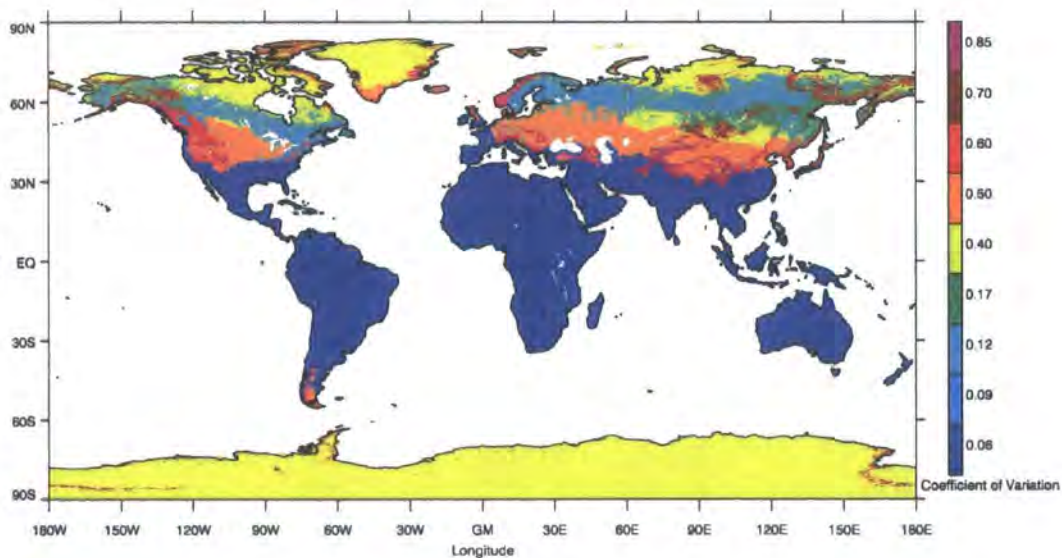 90N
60N
30N
EQ
30S
60S
90S
180W 150W 120W 90W 60W 30W GM 30E 60E 90E 120E 150E 180E
Longitude
0.85
0.70
0.60
0.50
0.40
0.17
0.12
0.09
0.06
Coefficient of Variation